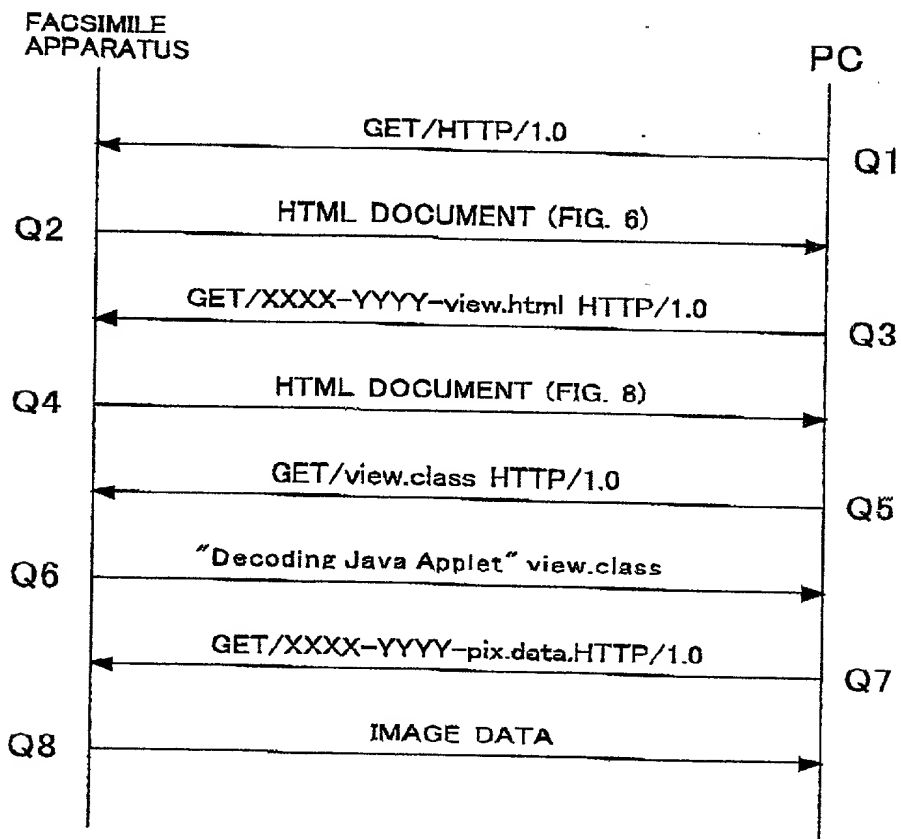 FACSIMILE
APPARATUS
PC
GET/HTTP/1.0
Q1
Q2
HTML DOCUMENT (FIG. 6)
GET/XXXX-YYYY-view.html HTTP/1.0
Q3
Q4
HTML DOCUMENT (FIG. 8)
GET/view.class HTTP/1.0
Q5
Q6
"Decoding Java Applet" view.class
GET/XXXX-YYYY-pix.data.HTTP/1.0
Q7
Q8
IMAGE DATA